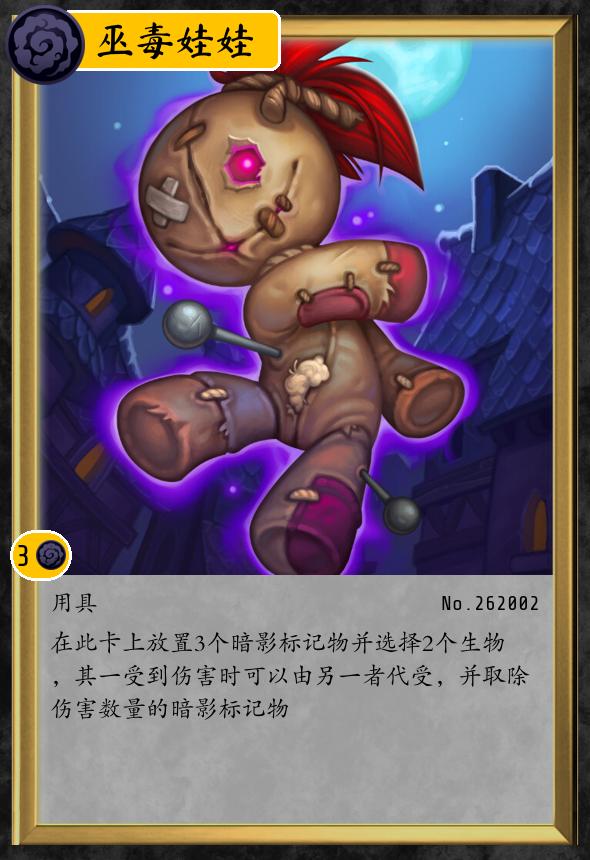 巫毒娃娃
3
用具
No.262002
在此卡上放置3个暗影标记物并选择2个生物
，其一受到伤害时可以由另一者代受，并取除
伤害数量的暗影标记物